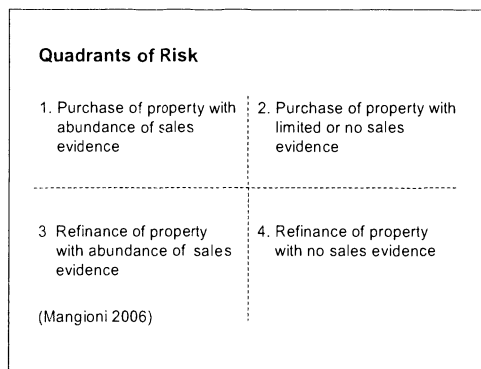 Quadrants of Risk
1. Purchase of property with
abundance of sales
evidence
2. Purchase of property with
limited or no sales
evidence
3 Refinance of property
with abundance of sales
evidence
4. Refinance of property
with no sales evidence
(Mangioni 2006)